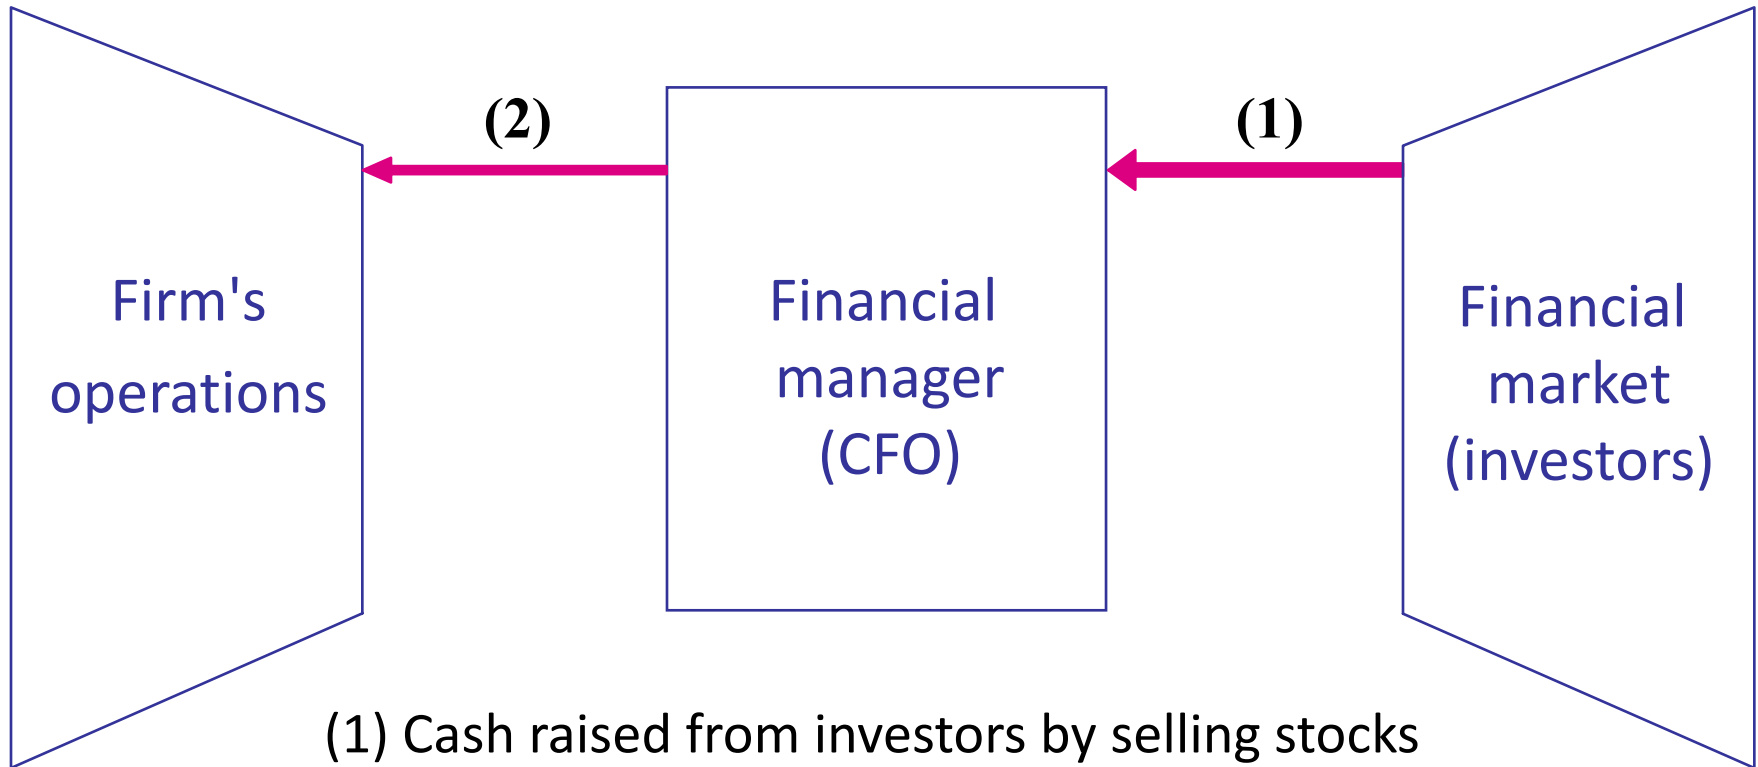 (2)
(1)
Firm's
operations
Financial
manager
(CFO)
Financial
market
(investors)
(1) Cash raised from investors by selling stocks